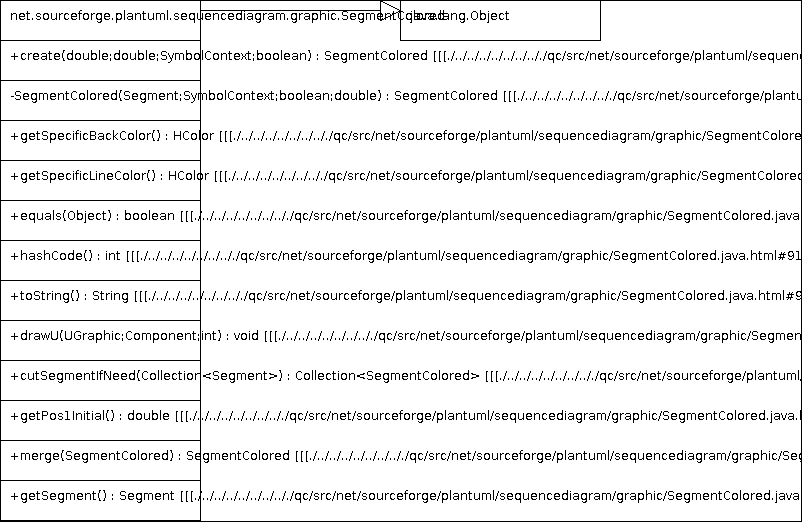 net.sourceforge.plantuml.sequencediagram.graphic.SegmentColored
java.lang.Object
+create(double;double;SymbolContext;boolean) : SegmentColored [[[./../../../../../../../qc/src/net/sourceforge/plantuml/sequenc
-SegmentColored(Segment;SymbolContext;boolean;double) : SegmentColored [[[./../../../../../../../qc/src/net/sourceforge/plantu
+getSpecificBackColor() : HColor [[[./../../../../../../../qc/src/net/sourceforge/plantuml/sequencediagram/graphic/SegmentColore
+getSpecificLineColor() : HColor [[[./../../../../../../../qc/src/net/sourceforge/plantuml/sequencediagram/graphic/SegmentColored
+equals(Object) : boolean [[[./../../../../../../../qc/src/net/sourceforge/plantuml/sequencediagram/graphic/SegmentColored.java
+hashCode() : int [[[./../../../../../../../qc/src/net/sourceforge/plantuml/sequencediagram/graphic/SegmentColored.java.html#91
+toString() : String [[[./../../../../../../../qc/src/net/sourceforge/plantuml/sequencediagram/graphic/SegmentColored.java.html#9
+drawU(UGraphic;Component;int) : void [[[./../../../../../../../qc/src/net/sourceforge/plantuml/sequencediagram/graphic/Segmen
+cutSegmentIfNeed(Collection<Segment>) : Collection<SegmentColored> [[[./../../../../../../../qc/src/net/sourceforge/plantuml/
+getPos1Initial() : double [[[./../../../../../../../qc/src/net/sourceforge/plantuml/sequencediagram/graphic/SegmentColored.java.h
+merge(SegmentColored) : SegmentColored [[[./../../../../../../../qc/src/net/sourceforge/plantuml/sequencediagram/graphic/Seg
+getSegment() : Segment [[[./../../../../../../../qc/src/net/sourceforge/plantuml/sequencediagram/graphic/SegmentColored.java